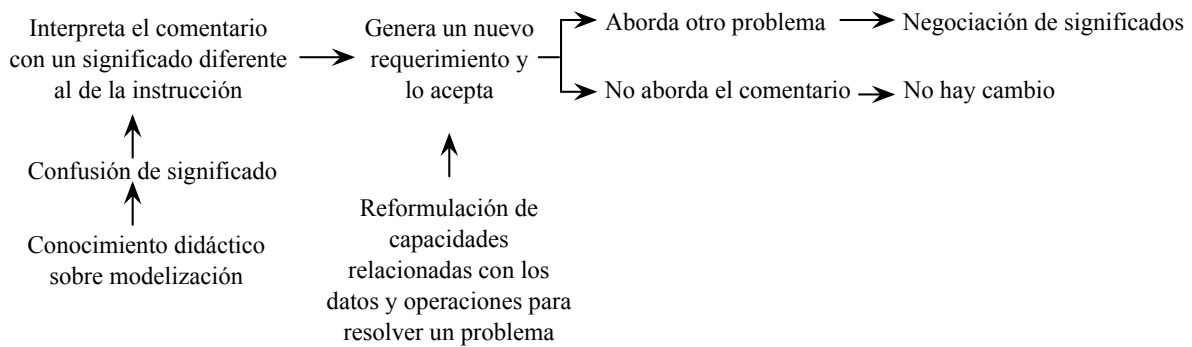 Interpreta el comentario
con un significado diferente
al de la instrucción
Genera un nuevo
requerimiento y
lo acepta
Aborda otro problema
Negociación de significados
No aborda el comentario
No hay cambio
Confusión de significado
Conocimiento didáctico
sobre modelización
Reformulación de
capacidades
relacionadas con los
datos y operaciones para
resolver un problema